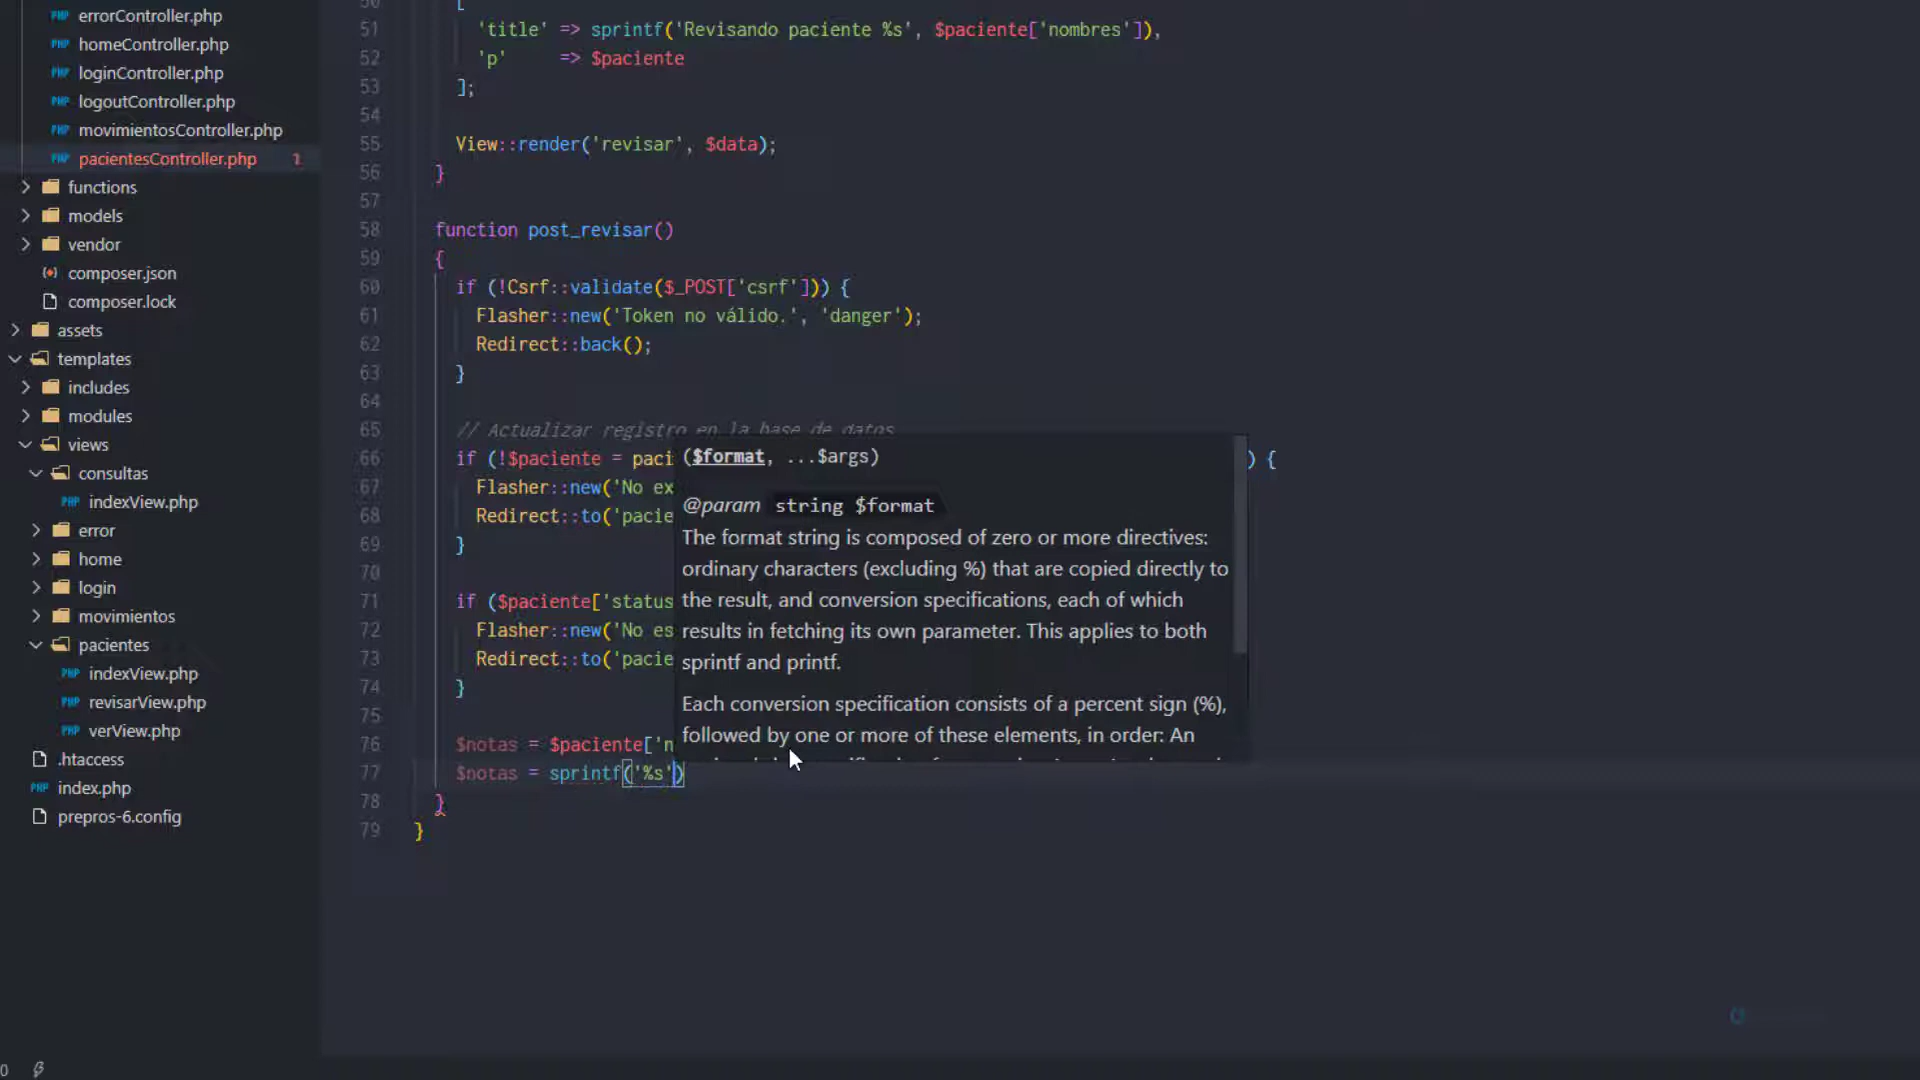 errorController.php
homeController.php
loginController.php
logoutController.php
movimientosController.php
pacientesController.php 1
functions
models
vendor
composer.json
composer.lock
assets
templates
includes
modules
views
consultas
indexView.php
error
home
login
movimientos
pacientes
indexView.php
revisarView.php
verView.php
.htaccess
index.php
prepros-6.config
50 [
51 'title' => sprintf('Revisando paciente %s', $paciente['nombres']),
52 'p' => $paciente
53 ];
54
55 View::render('revisar', $data);
56 }
57
58 function post_revisar()
59 {
60 if (!Csrf::validate($_POST['csrf'])) {
61 Flasher::new('Token no válido.', 'danger');
62 Redirect::back();
63 }
64
65 // Actualizar registro en la base de datos
66 if (!$paciente = paci ) {
67 Flasher::new('No ex
68 Redirect::to('pacie
69 }
70
71 if ($paciente['status
72 Flasher::new('No es
73 Redirect::to('pacie
74 }
75
76 $notas = $paciente['n
77 $notas = sprintf('%s')
78 }
79 }
($format, ...$args)
@param string $format
The format string is composed of zero or more directives:
ordinary characters (excluding %) that are copied directly to
the result, and conversion specifications, each of which
results in fetching its own parameter. This applies to both
sprintf and printf.
Each conversion specification consists of a percent sign (%),
followed by one or more of these elements, in order: An
0